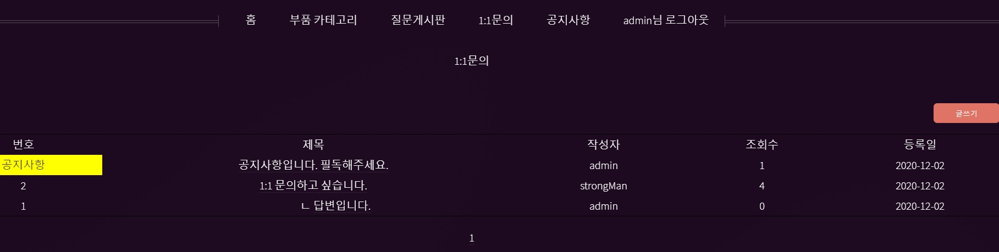 홈 부품 카테고리 질문게시판 1:1문의 공지사항 admin님 로그아웃
1:1문의
글쓰기
번호 제목 작성자 조회수 등록일
공지사항 공지사항입니다. 필독해주세요. admin 1 2020-12-02
2 1:1 문의하고 싶습니다. strongMan 4 2020-12-02
1 ㄴ 답변입니다. admin 0 2020-12-02
1